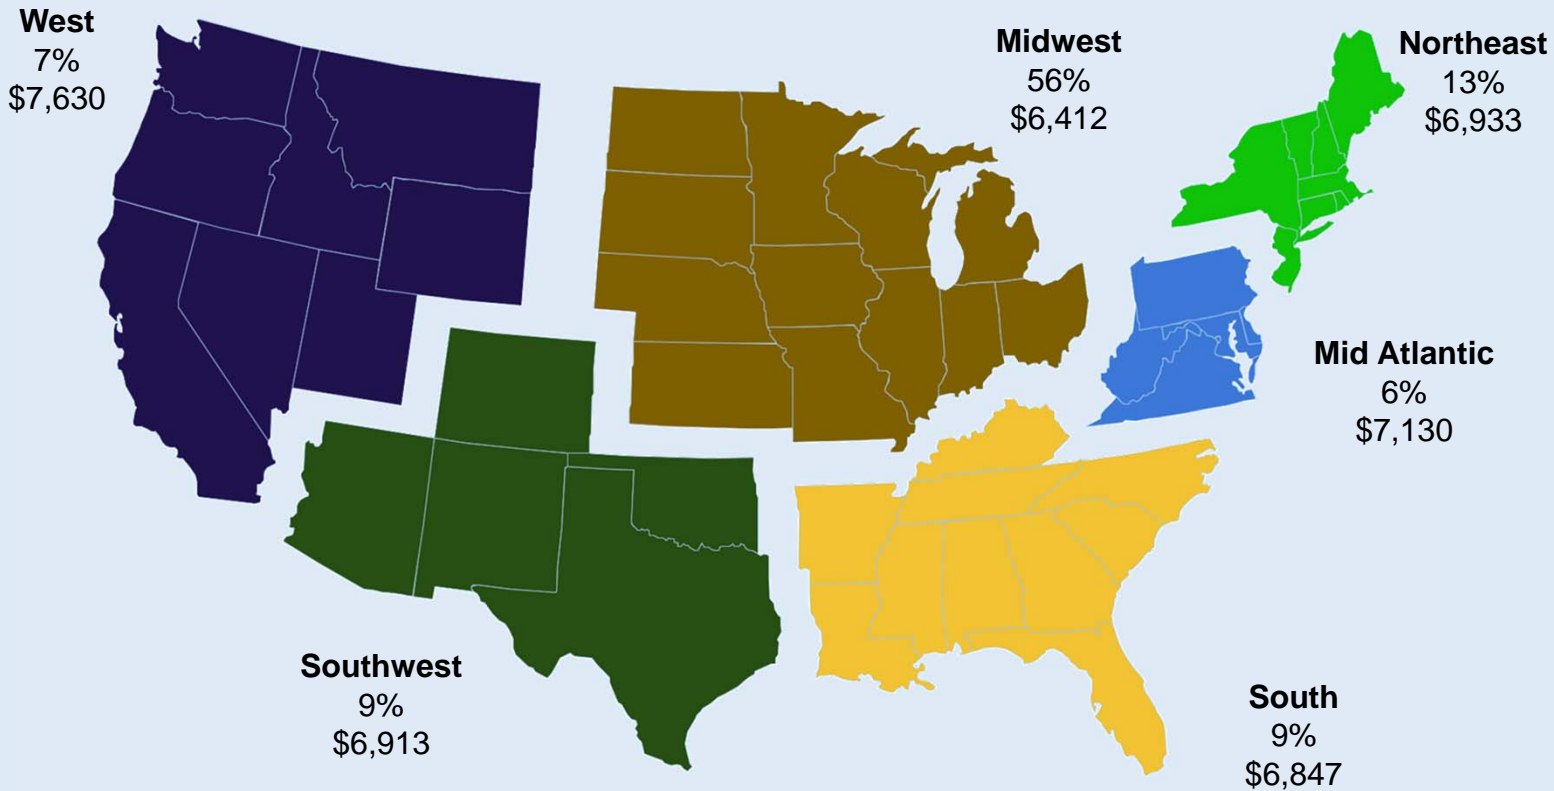 West
7%
$7,630
Midwest
56%
$6,412
Northeast
13%
$6,933
Mid Atlantic
6%
$7,130
Southwest
9%
$6,913
South
9%
$6,847